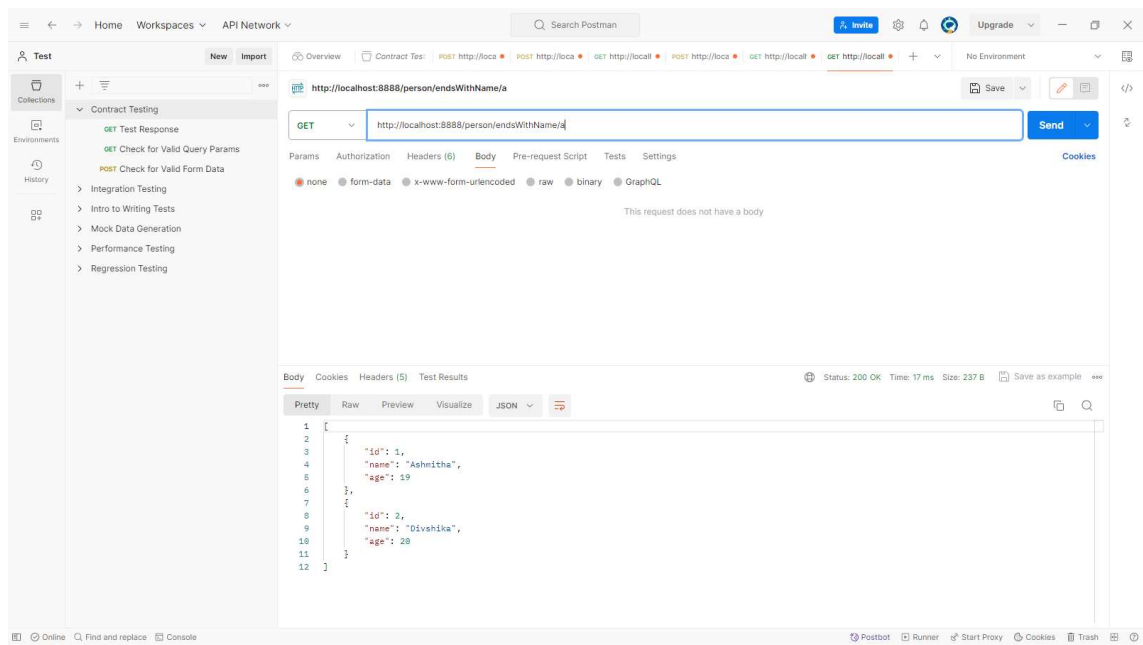 Home Workspaces API Network Search Postman Invite Upgrade
Test New Import Overview Contract Tes: POST http://loca POST http://loca GET http://locall POST http://loca GET http://locall GET http://locall No Environment
Collections
Environments
History
Contract Testing
GET Test Response
GET Check for Valid Query Params
POST Check for Valid Form Data
Integration Testing
Intro to Writing Tests
Mock Data Generation
Performance Testing
Regression Testing
HTTP http://localhost:8888/person/endsWithName/a Save
GET http://localhost:8888/person/endsWithName/a Send
Params Authorization Headers (6) Body Pre-request Script Tests Settings Cookies
none form-data x-www-form-urlencoded raw binary GraphQL
This request does not have a body
Body Cookies Headers (5) Test Results Status: 200 OK Time: 17 ms Size: 237 B Save as example
Pretty Raw Preview Visualize JSON
1 [
2 {
3 "id": 1,
4 "name": "Ashmitha",
5 "age": 19
6 },
7 {
8 "id": 2,
9 "name": "Divshika",
10 "age": 20
11 }
12 ]
Online Find and replace Console Postbot Runner Start Proxy Cookies Trash